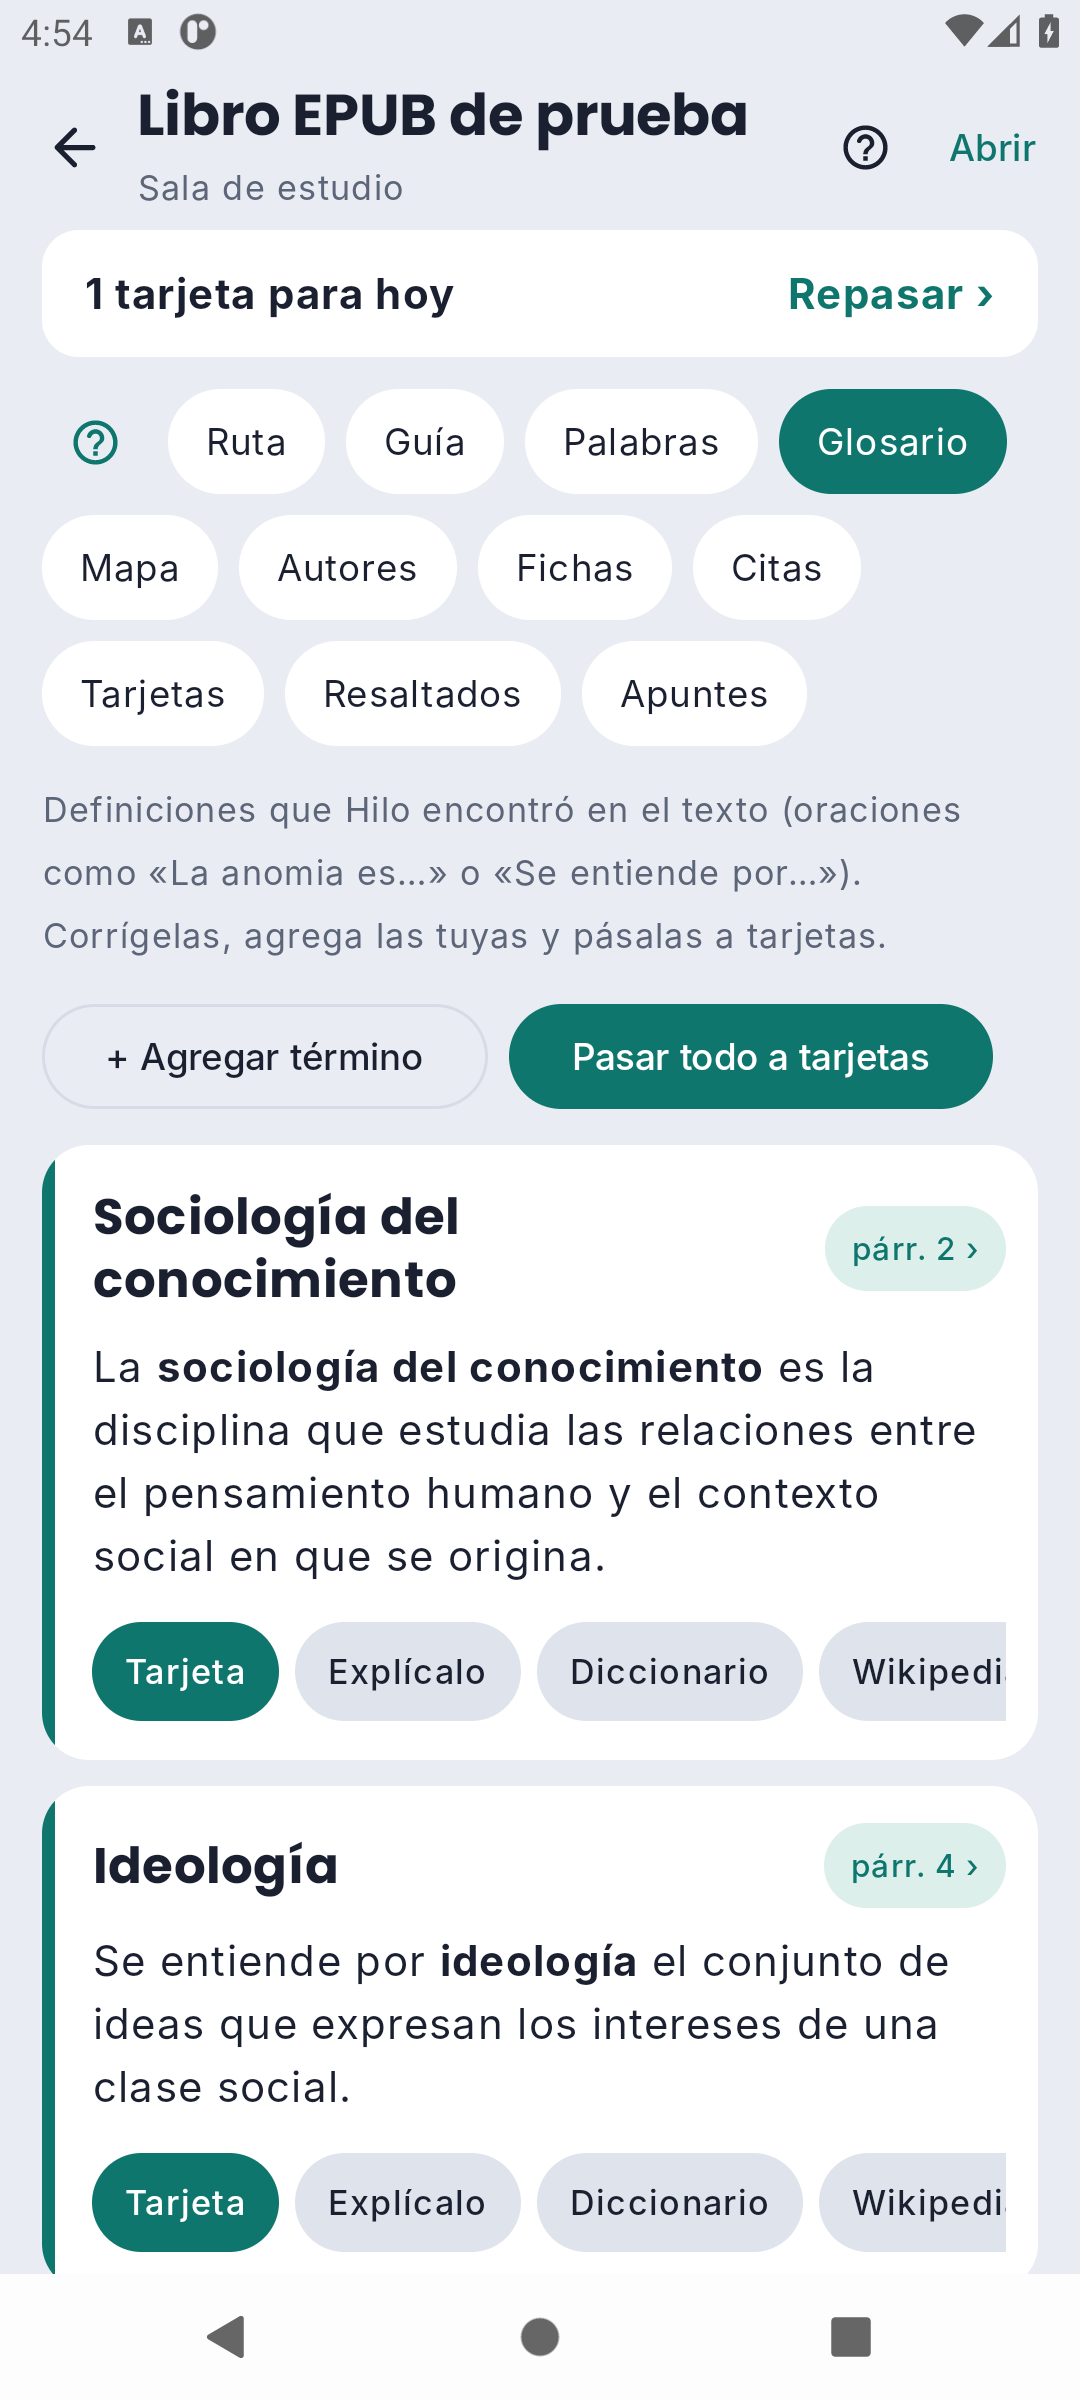 4:54
Libro EPUB de prueba
Sala de estudio
Abrir
1 tarjeta para hoy
Repasar ›
Ruta
Guía
Palabras
Glosario
Mapa
Autores
Fichas
Citas
Tarjetas
Resaltados
Apuntes
Definiciones que Hilo encontró en el texto (oraciones
como «La anomia es...» o «Se entiende por...»).
Corrígelas, agrega las tuyas y pásalas a tarjetas.
+ Agregar término
Pasar todo a tarjetas
Sociología del
conocimiento
párr. 2 ›
La sociología del conocimiento es la
disciplina que estudia las relaciones entre
el pensamiento humano y el contexto
social en que se origina.
Tarjeta
Explícalo
Diccionario
Wikipedia
Ideología
párr. 4 ›
Se entiende por ideología el conjunto de
ideas que expresan los intereses de una
clase social.
Tarjeta
Explícalo
Diccionario
Wikipedia